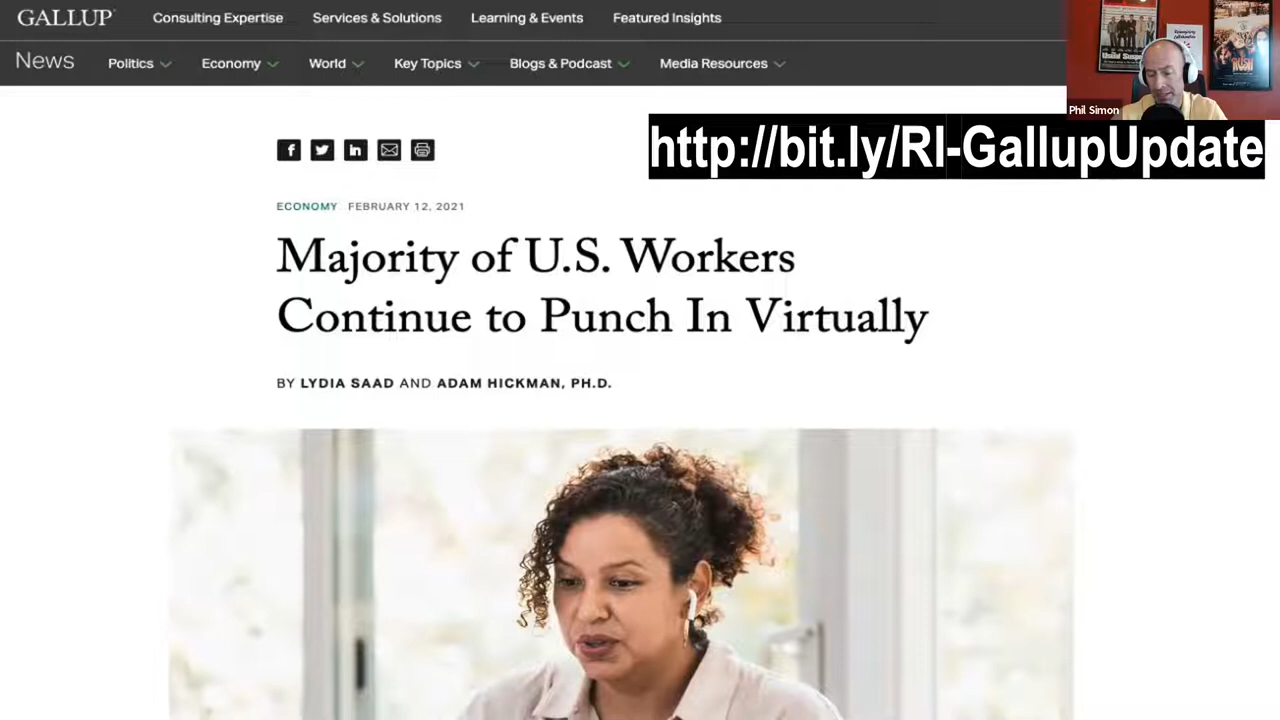 GALLUP
Consulting Expertise
Services & Solutions
Learning & Events
Featured Insights
News
Politics
Economy
World
Key Topics
Blogs & Podcast
Media Resources
Phil Simon
http://bit.ly/RI-GallupUpdate
ECONOMY FEBRUARY 12, 2021
Majority of U.S. Workers
Continue to Punch In Virtually
BY LYDIA SAAD AND ADAM HICKMAN, PH.D.
RUSH